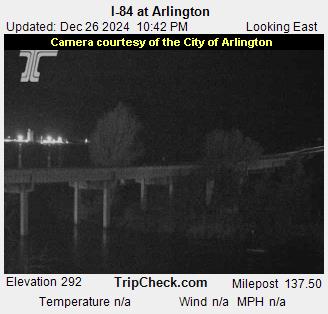 I-84 at Arlington
Updated: Dec 26 2024 10:42 PM Looking East
Camera courtesy of the City of Arlington
Elevation 292 TripCheck.com Milepost 137.50
Temperature n/a Wind n/a MPH n/a